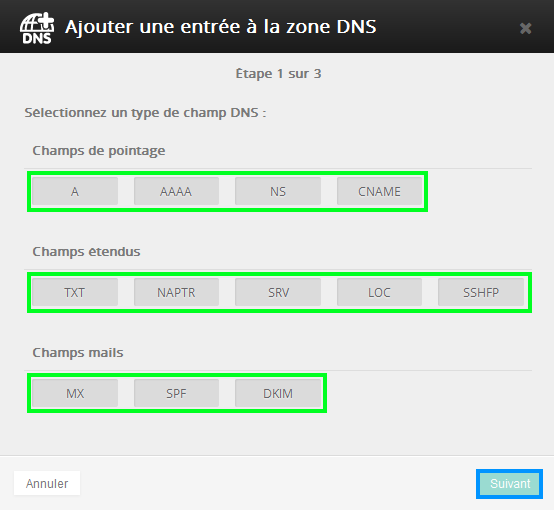 DNS
Ajouter une entrée à la zone DNS
Étape 1 sur 3
Sélectionnez un type de champ DNS :
Champs de pointage
A AAAA NS CNAME
Champs étendus
TXT NAPTR SRV LOC SSHFP
Champs mails
MX SPF DKIM
Annuler Suivant